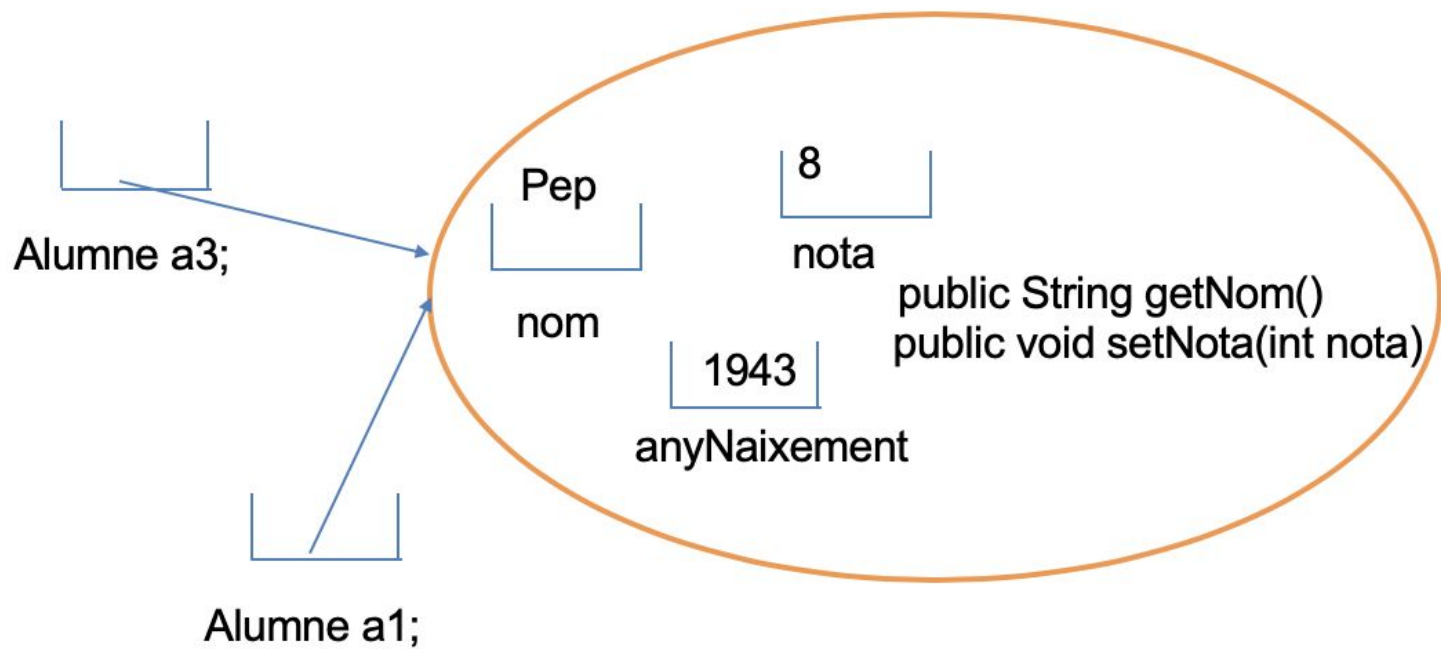 Pep
8
Alumne a3;
nota
public String getNom()
nom
public void setNota(int nota)
1943
anyNaixement
Alumne a1;